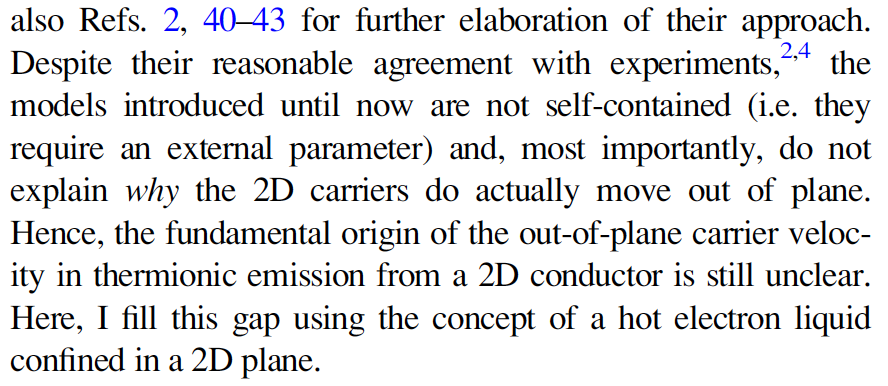 also Refs. 2, 40–43 for further elaboration of their approach.
Despite their reasonable agreement with experiments,2,4 the
models introduced until now are not self-contained (i.e. they
require an external parameter) and, most importantly, do not
explain why the 2D carriers do actually move out of plane.
Hence, the fundamental origin of the out-of-plane carrier veloc-
ity in thermionic emission from a 2D conductor is still unclear.
Here, I fill this gap using the concept of a hot electron liquid
confined in a 2D plane.